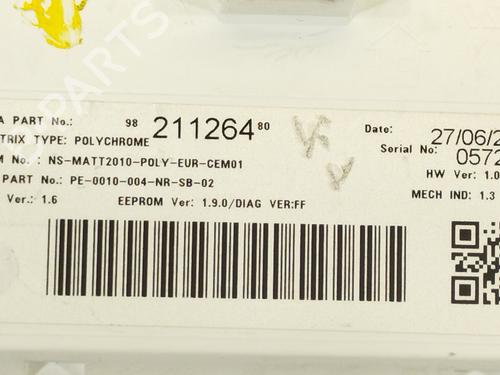 A PART No.: 98 211264 80
TRIX TYPE: POLYCHROME
M No.: NS-MATT2010-POLY-EUR-CEM01
PART No.: PE-0010-004-NR-SB-02
Ver.: 1.6 EEPROM Ver.: 1.9.0/DIAG VER:FF
Date: 27/06/2
Serial No: 0572
HW Ver: 1.0
MECH IND: 1.3
PARTS